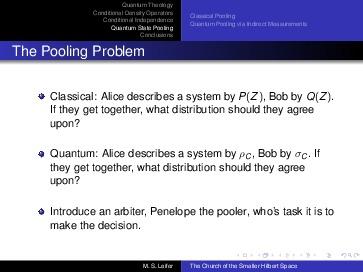 Quantum Theology
Conditional Density Operators
Conditional Independence
Quantum State Pooling
Conclusions
Classical Pooling
Quantum Pooling via Indirect Measurements
The Pooling Problem
Classical: Alice describes a system by P(Z), Bob by Q(Z).
If they get together, what distribution should they agree
upon?
Quantum: Alice describes a system by ρC, Bob by σC. If
they get together, what distribution should they agree
upon?
Introduce an arbiter, Penelope the pooler, who's task it is to
make the decision.
M. S. Leifer
The Church of the Smaller Hilbert Space